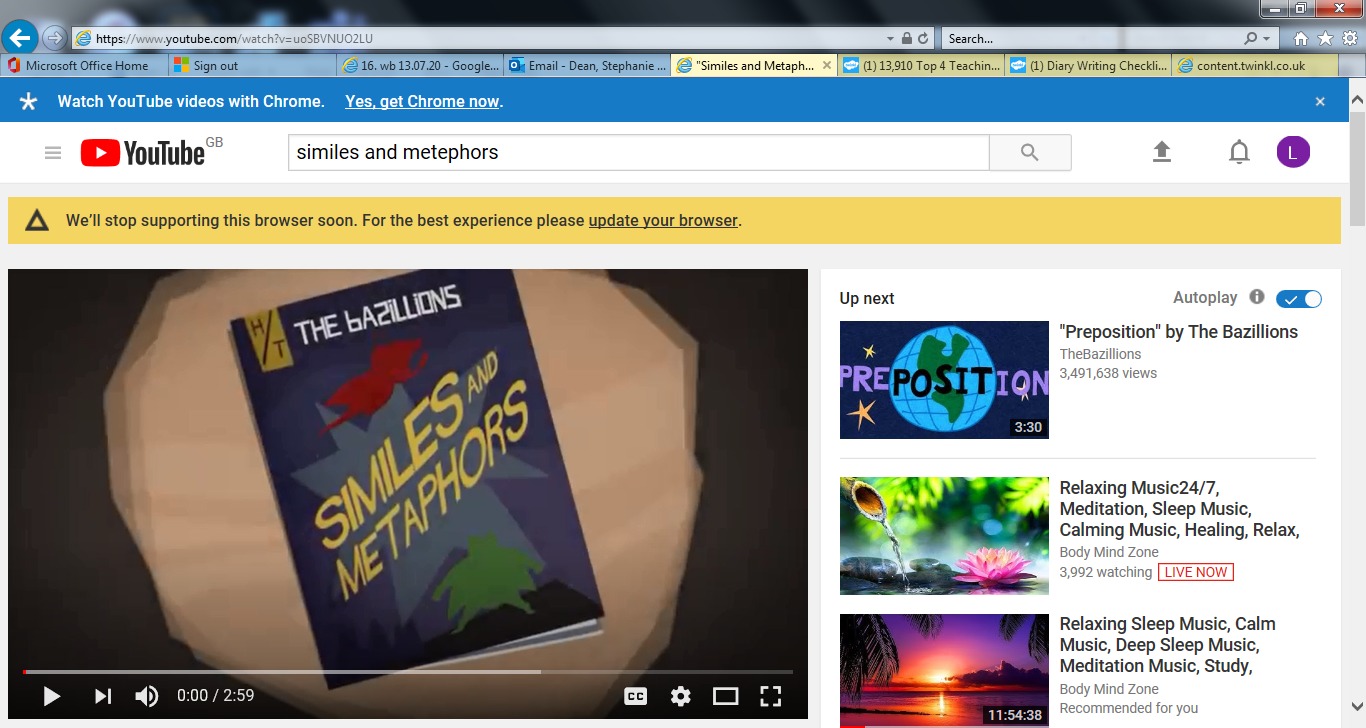 https://www.youtube.com/watch?v=uoSBVNUO2LU
Search...
Microsoft Office Home
Sign out
16. wb 13.07.20 - Google...
Email - Dean, Stephanie ...
"Similes and Metaph...
(1) 13,910 Top 4 Teachin...
(1) Diary Writing Checkli...
content.twinkl.co.uk
Watch YouTube videos with Chrome. Yes, get Chrome now.
YouTube GB
similes and metephors
L
We'll stop supporting this browser soon. For the best experience please update your browser.
H/T
THE bAZilliONS
SIMILES AND
METAPHORS
0:00 / 2:59
CC
Up next
Autoplay
PREPOSITION
3:30
"Preposition" by The Bazillions
TheBazillions
3,491,638 views
Relaxing Music24/7,
Meditation, Sleep Music,
Calming Music, Healing, Relax,
Body Mind Zone
3,992 watching LIVE NOW
11:54:38
Relaxing Sleep Music, Calm
Music, Deep Sleep Music,
Meditation Music, Study,
Body Mind Zone
Recommended for you